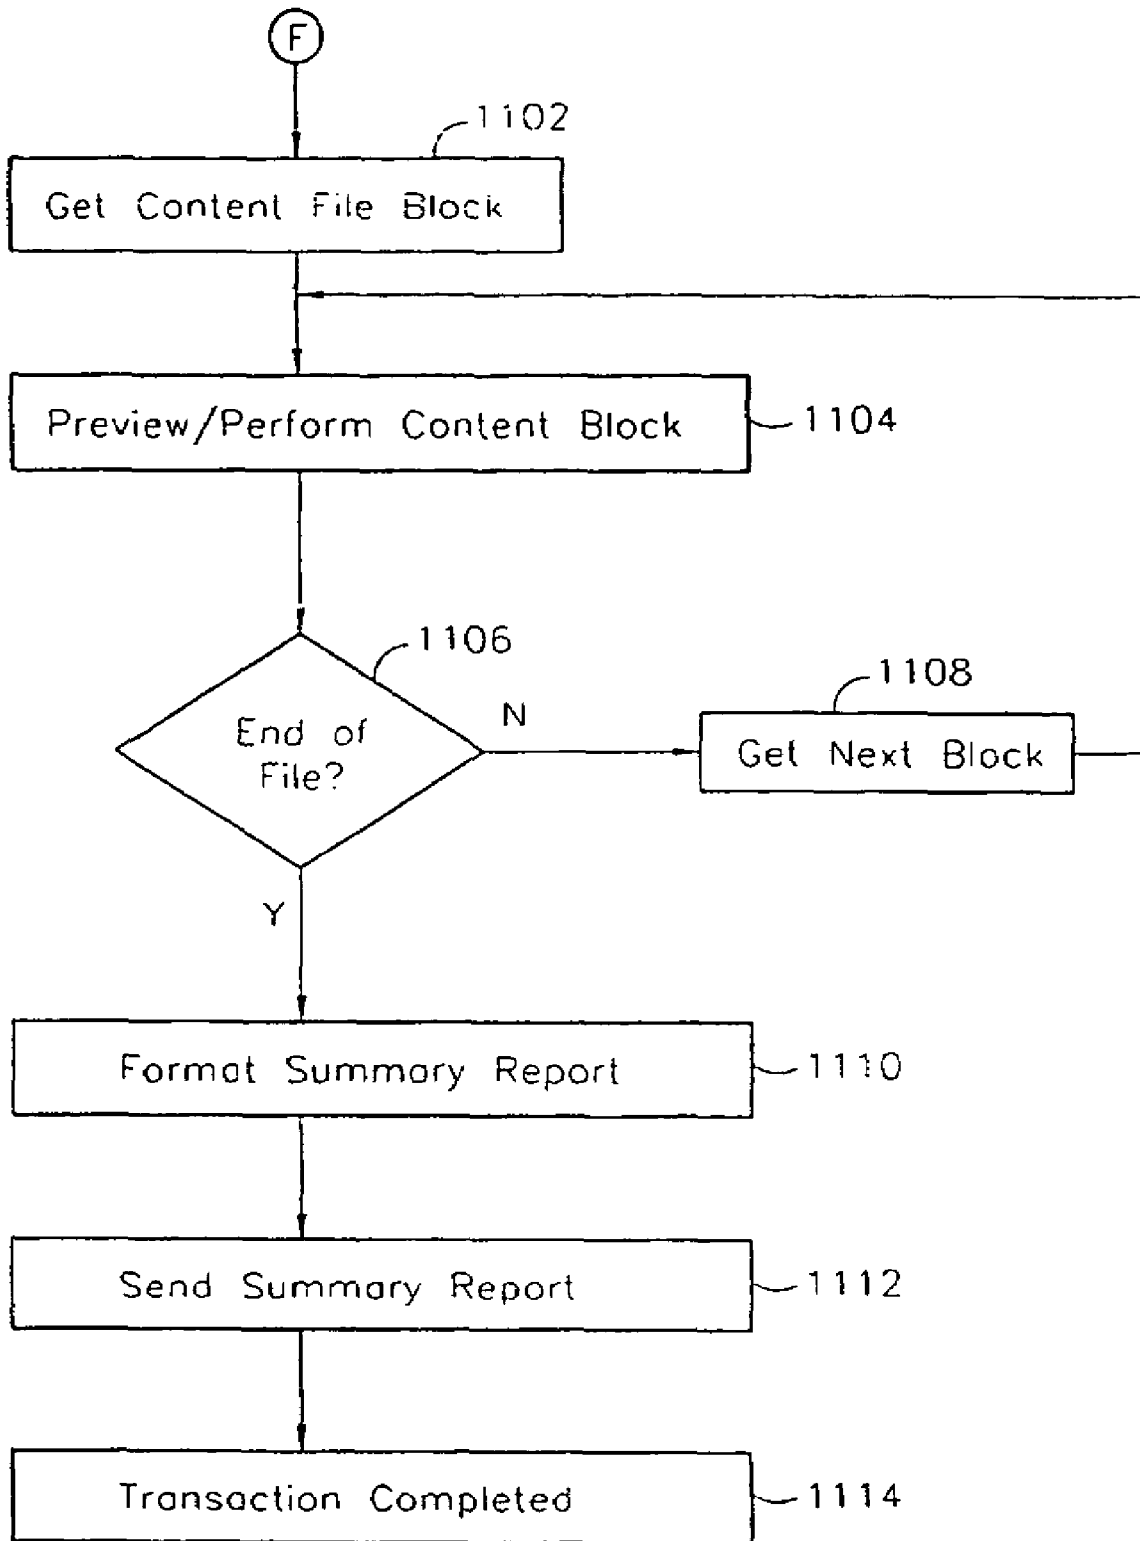 F
1102
Get Content File Block
Preview/Perform Content Block
1104
1106
End of
File?
N
1108
Get Next Block
Y
Format Summary Report
1110
Send Summary Report
1112
Transaction Completed
1114